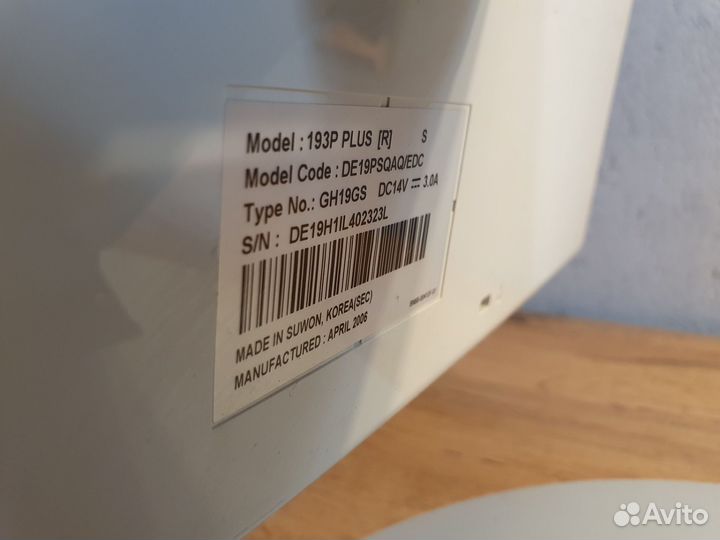 Model : 193P PLUS [R] S
Model Code : DE19PSQAQ/EDC
Type No.: GH19GS DC14V ⎓ 3.0A
S/N : DE19H1IL402323L
MADE IN SUWON, KOREA(SEC)
MANUFACTURED : APRIL 2006
Avito